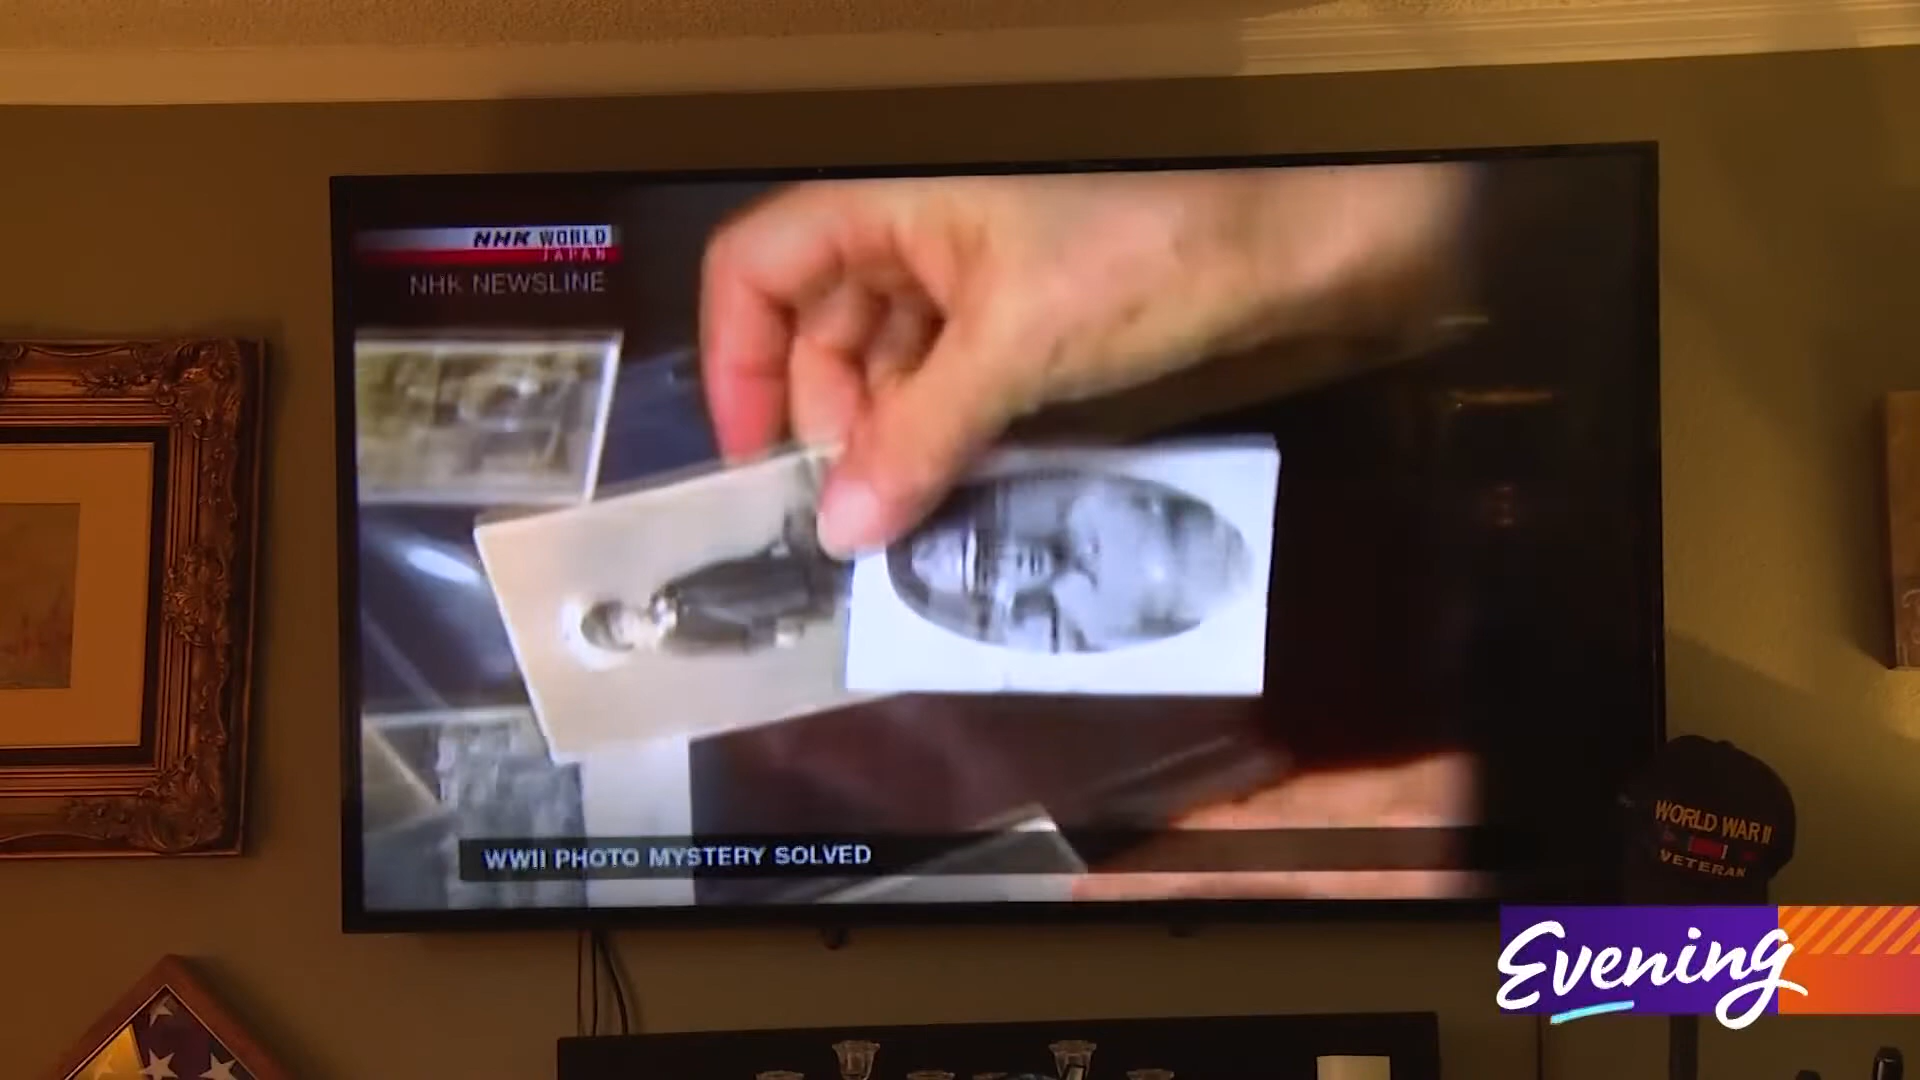 NHK WORLD
JAPAN
NHK NEWSLINE
WWII PHOTO MYSTERY SOLVED
WORLD WAR II
VETERAN
Evening